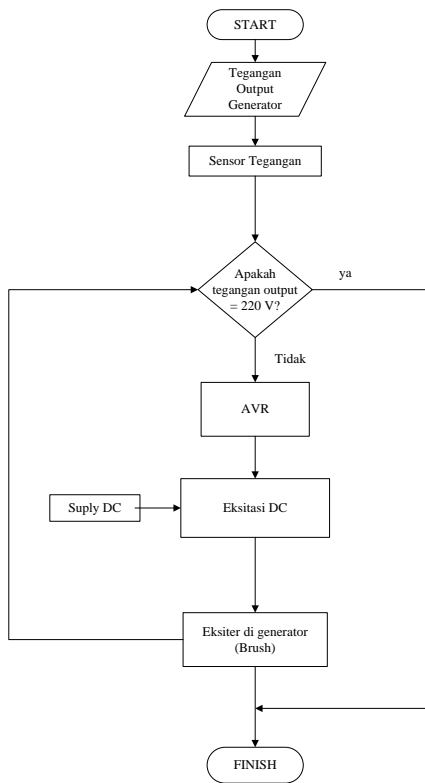 START
Tegangan
Output
Generator
Sensor Tegangan
Apakah
tegangan output
= 220 V?
ya
Tidak
AVR
Suply DC
Eksitasi DC
Eksiter di generator
(Brush)
FINISH